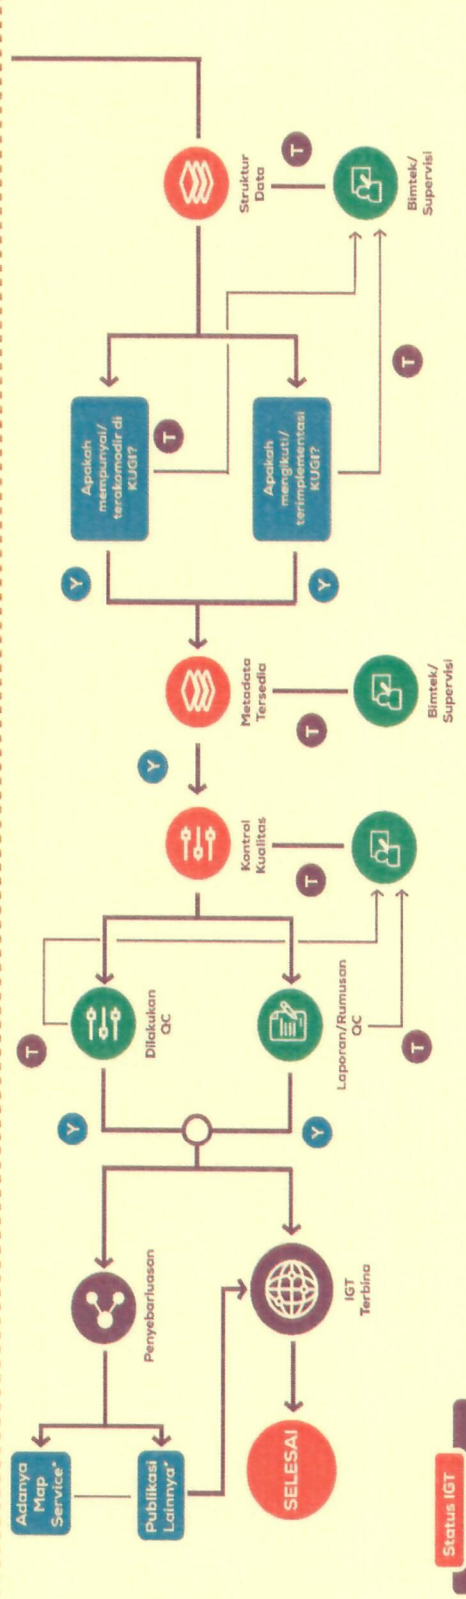 Struktur
Data
T
Bimtek/
Supervisi
Apakah
mempunyai/
terakomodir di
KUGI?
T
Apakah
mengikuti/
terimplementasi
KUGI?
T
Y
Y
Metadata
Tersedia
T
Bimtek/
Supervisi
Y
Kontrol
Kualitas
T
Dilakukan
QC
T
Laporan/Rumusan
QC
T
Y
Y
Penyebarluasan
IGT
Terbina
Adanya
Map
Service*
Publikasi
Lainnya*
SELESAI
Status IGT